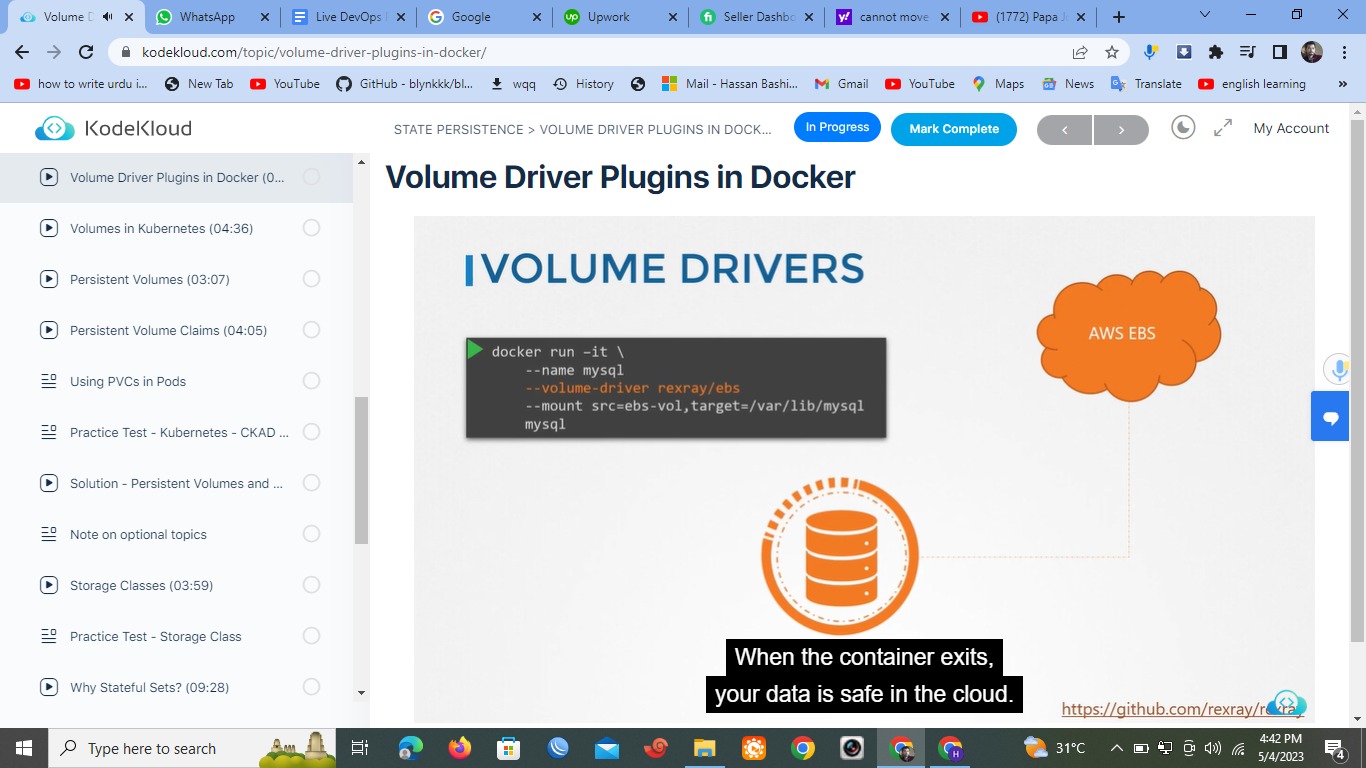 Volume D
WhatsApp
Live DevOps
Google
Upwork
Seller Dashbo
cannot move
(1772) Papa J
kodekloud.com/topic/volume-driver-plugins-in-docker/
how to write urdu i...
New Tab
YouTube
GitHub - blynkkk/bl...
wqq
History
Mail - Hassan Bashi...
Gmail
YouTube
Maps
News
Translate
english learning
»
KodeKloud
STATE PERSISTENCE > VOLUME DRIVER PLUGINS IN DOCK...
In Progress
Mark Complete
<
>
My Account
Volume Driver Plugins in Docker (0...
Volumes in Kubernetes (04:36)
Persistent Volumes (03:07)
Persistent Volume Claims (04:05)
Using PVCs in Pods
Practice Test - Kubernetes - CKAD ...
Solution - Persistent Volumes and ...
Note on optional topics
Storage Classes (03:59)
Practice Test - Storage Class
Why Stateful Sets? (09:28)
Volume Driver Plugins in Docker
VOLUME DRIVERS
docker run –it \
--name mysql
--volume-driver rexray/ebs
--mount src=ebs-vol,target=/var/lib/mysql
mysql
AWS EBS
When the container exits,
your data is safe in the cloud.
https://github.com/rexray/rexray
Type here to search
H
31°C
4:42 PM
5/4/2023
4